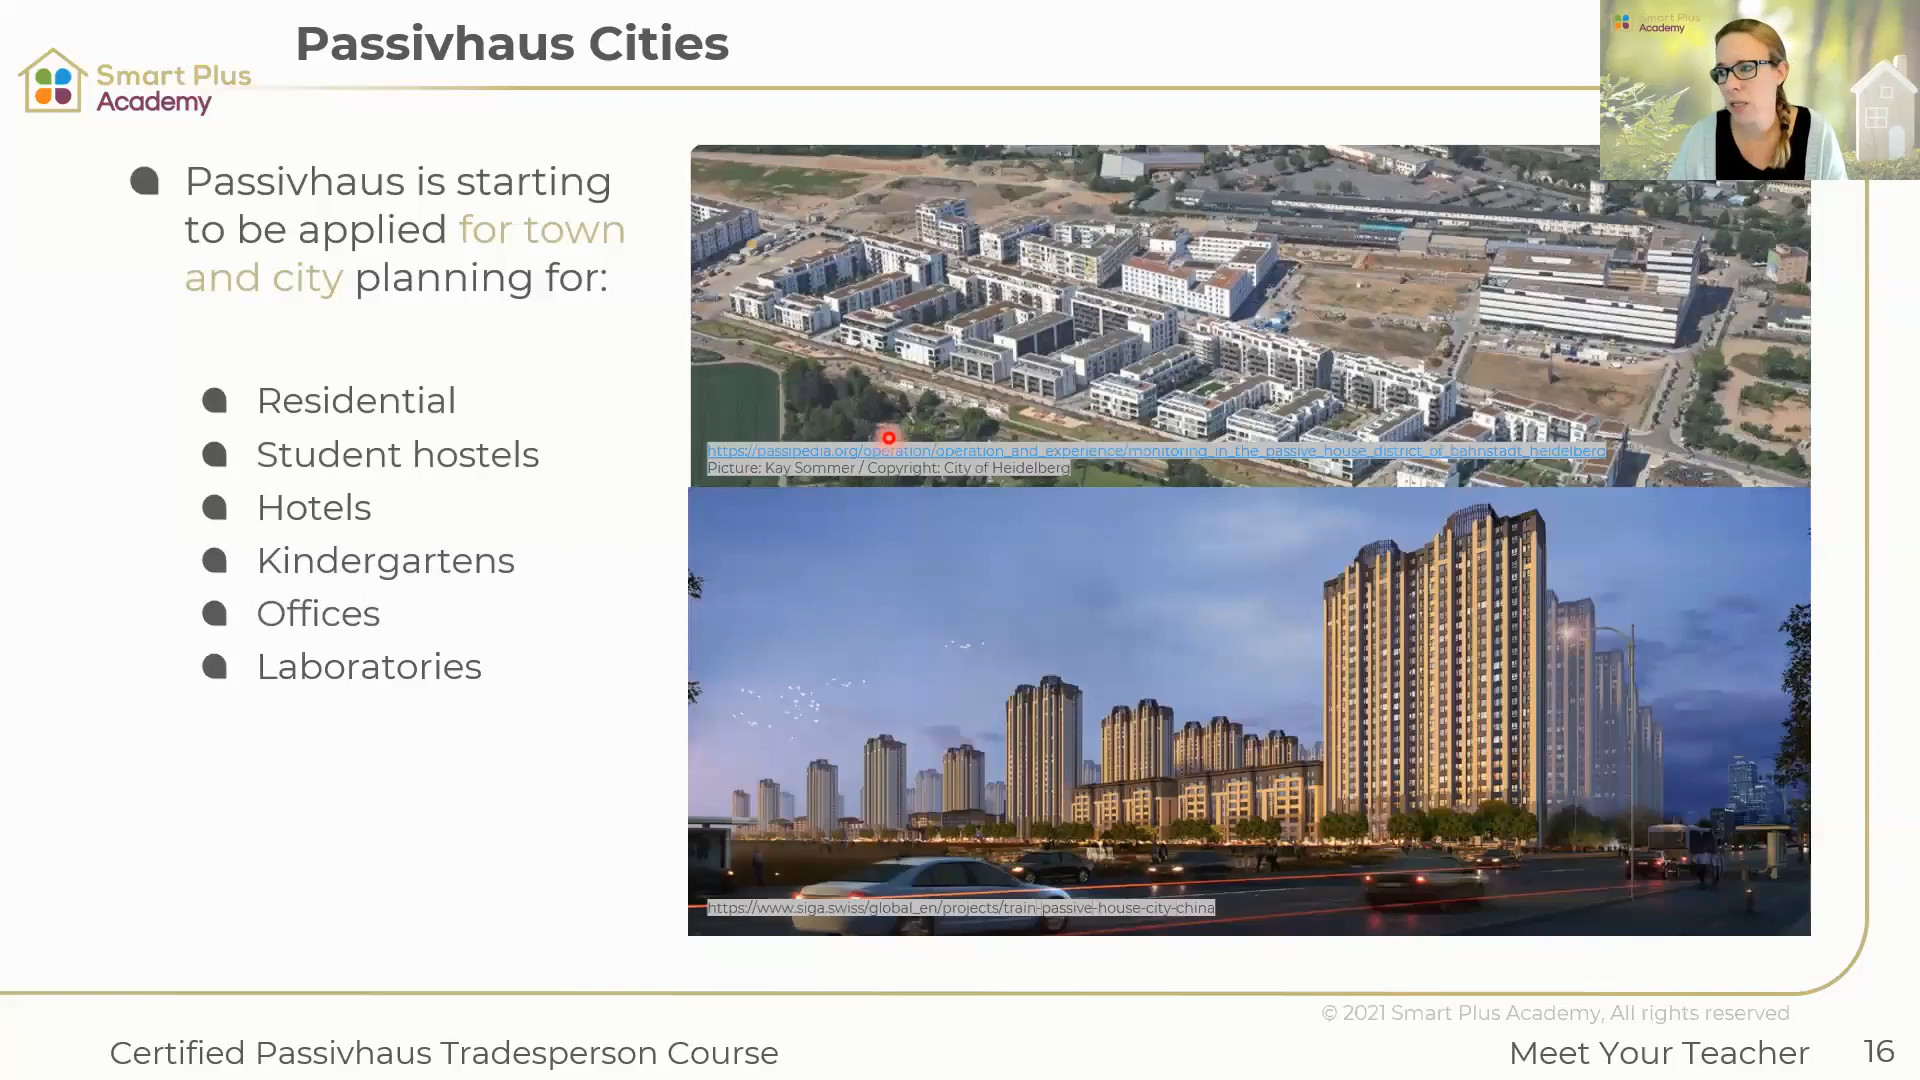 Passivhaus Cities
Smart Plus
Academy
Smart Plus
Academy
Passivhaus is starting
to be applied for town
and city planning for:
Residential
Student hostels
Hotels
Kindergartens
Offices
Laboratories
https://passipedia.org/operation/operation_and_experience/monitoring_in_the_passive_house_district_of_bahnstadt_heidelberg
Picture: Kay Sommer / Copyright: City of Heidelberg
https://www.siga.swiss/global_en/projects/train-passive-house-city-china
© 2021 Smart Plus Academy, All rights reserved
Certified Passivhaus Tradesperson Course
Meet Your Teacher
16